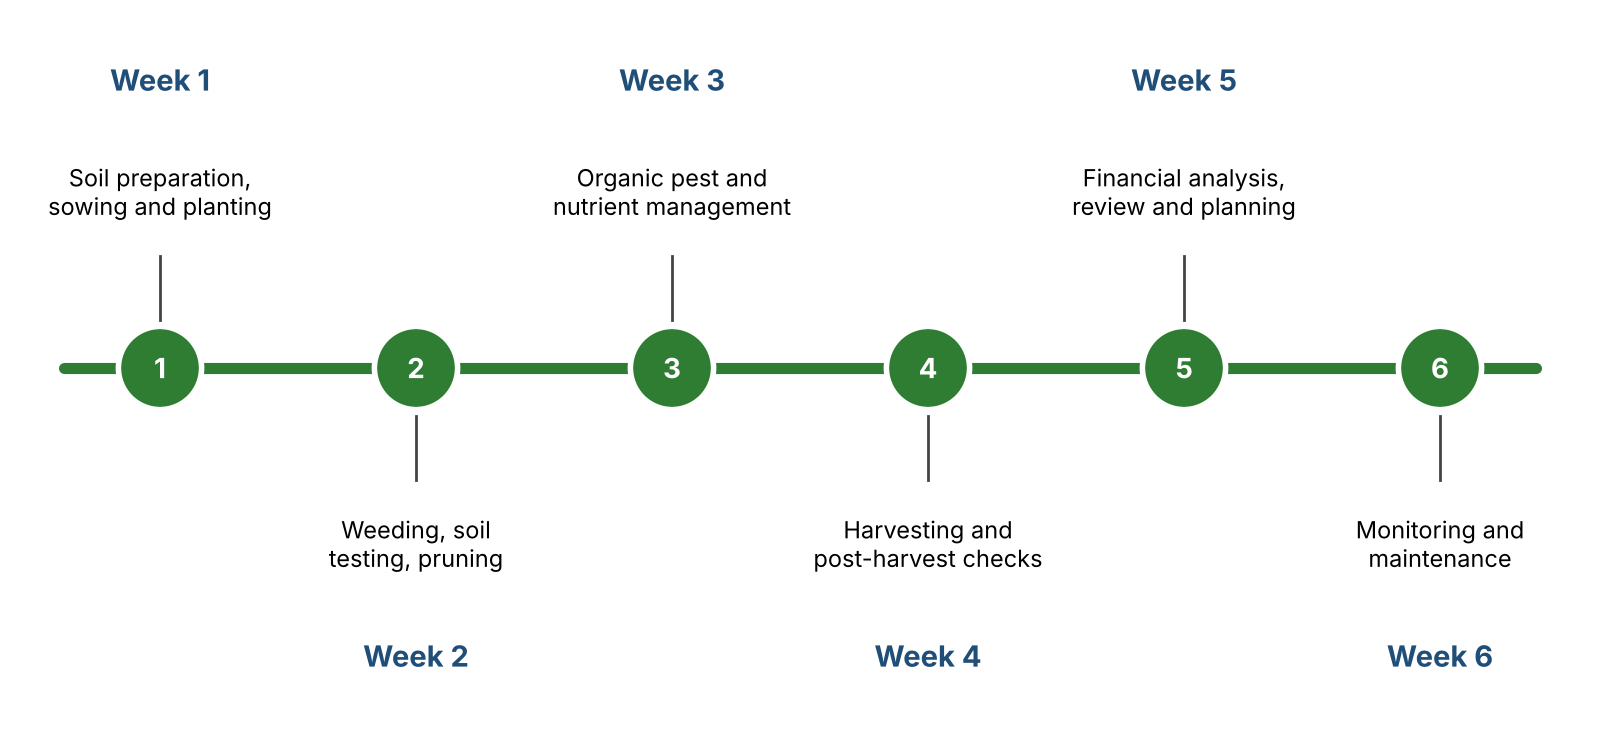 Week 1
Soil preparation,
sowing and planting
1
2
Weeding, soil
testing, pruning
Week 2
Week 3
Organic pest and
nutrient management
3
4
Harvesting and
post-harvest checks
Week 4
Week 5
Financial analysis,
review and planning
5
6
Monitoring and
maintenance
Week 6